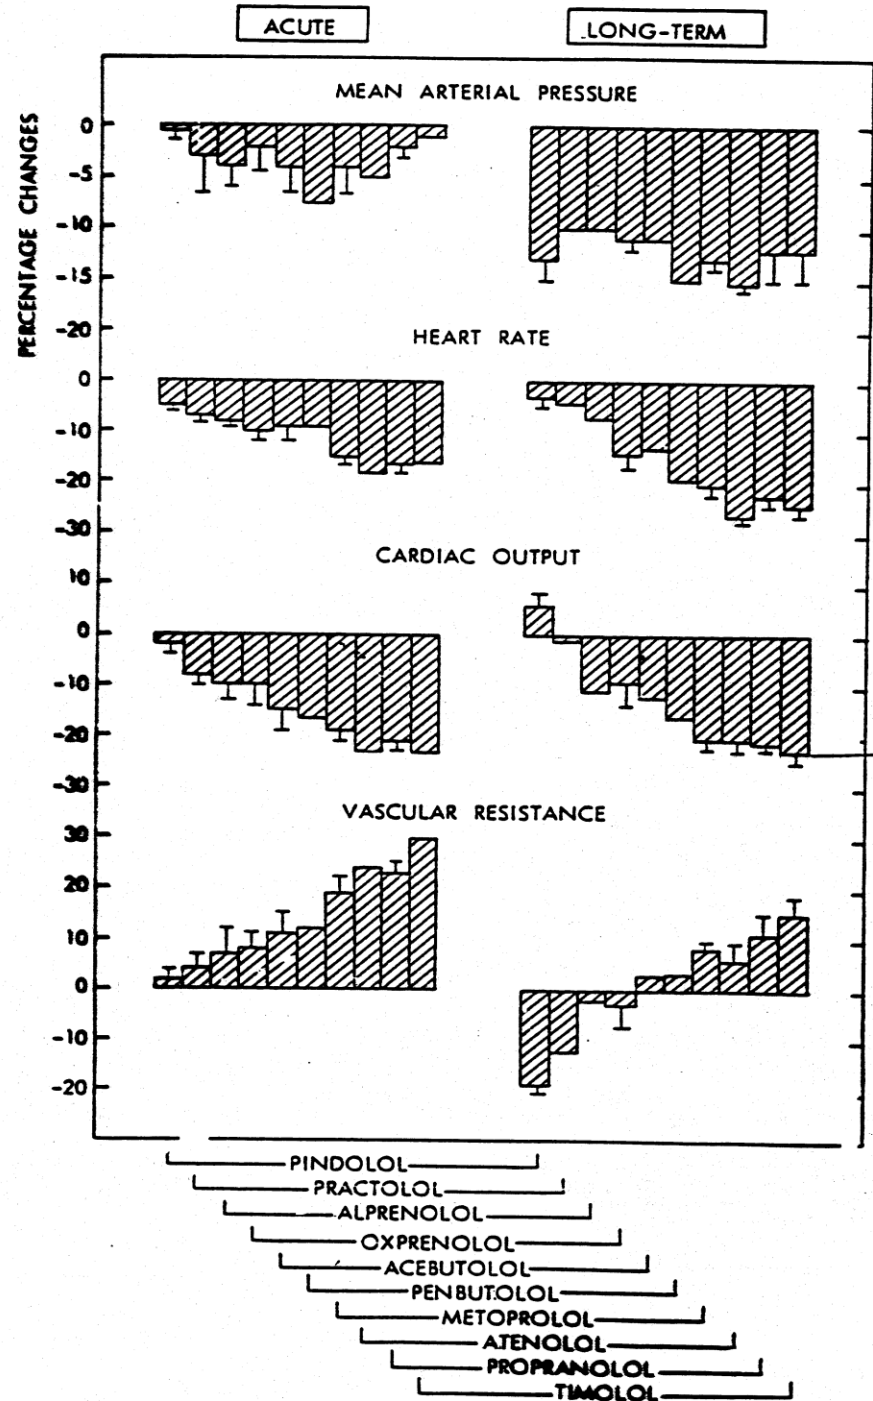 ACUTE LONG-TERM
MEAN ARTERIAL PRESSURE
PERCENTAGE CHANGES
0
-5
-10
-15
-20
HEART RATE
0
-10
-20
-30
CARDIAC OUTPUT
10
0
-10
-20
-30
VASCULAR RESISTANCE
30
20
10
0
-10
-20
PINDOLOL
PRACTOLOL
ALPRENOLOL
OXPRENOLOL
ACEBUTOLOL
PENBUTOLOL
METOPROLOL
ATENOLOL
PROPRANOLOL
TIMOLOL